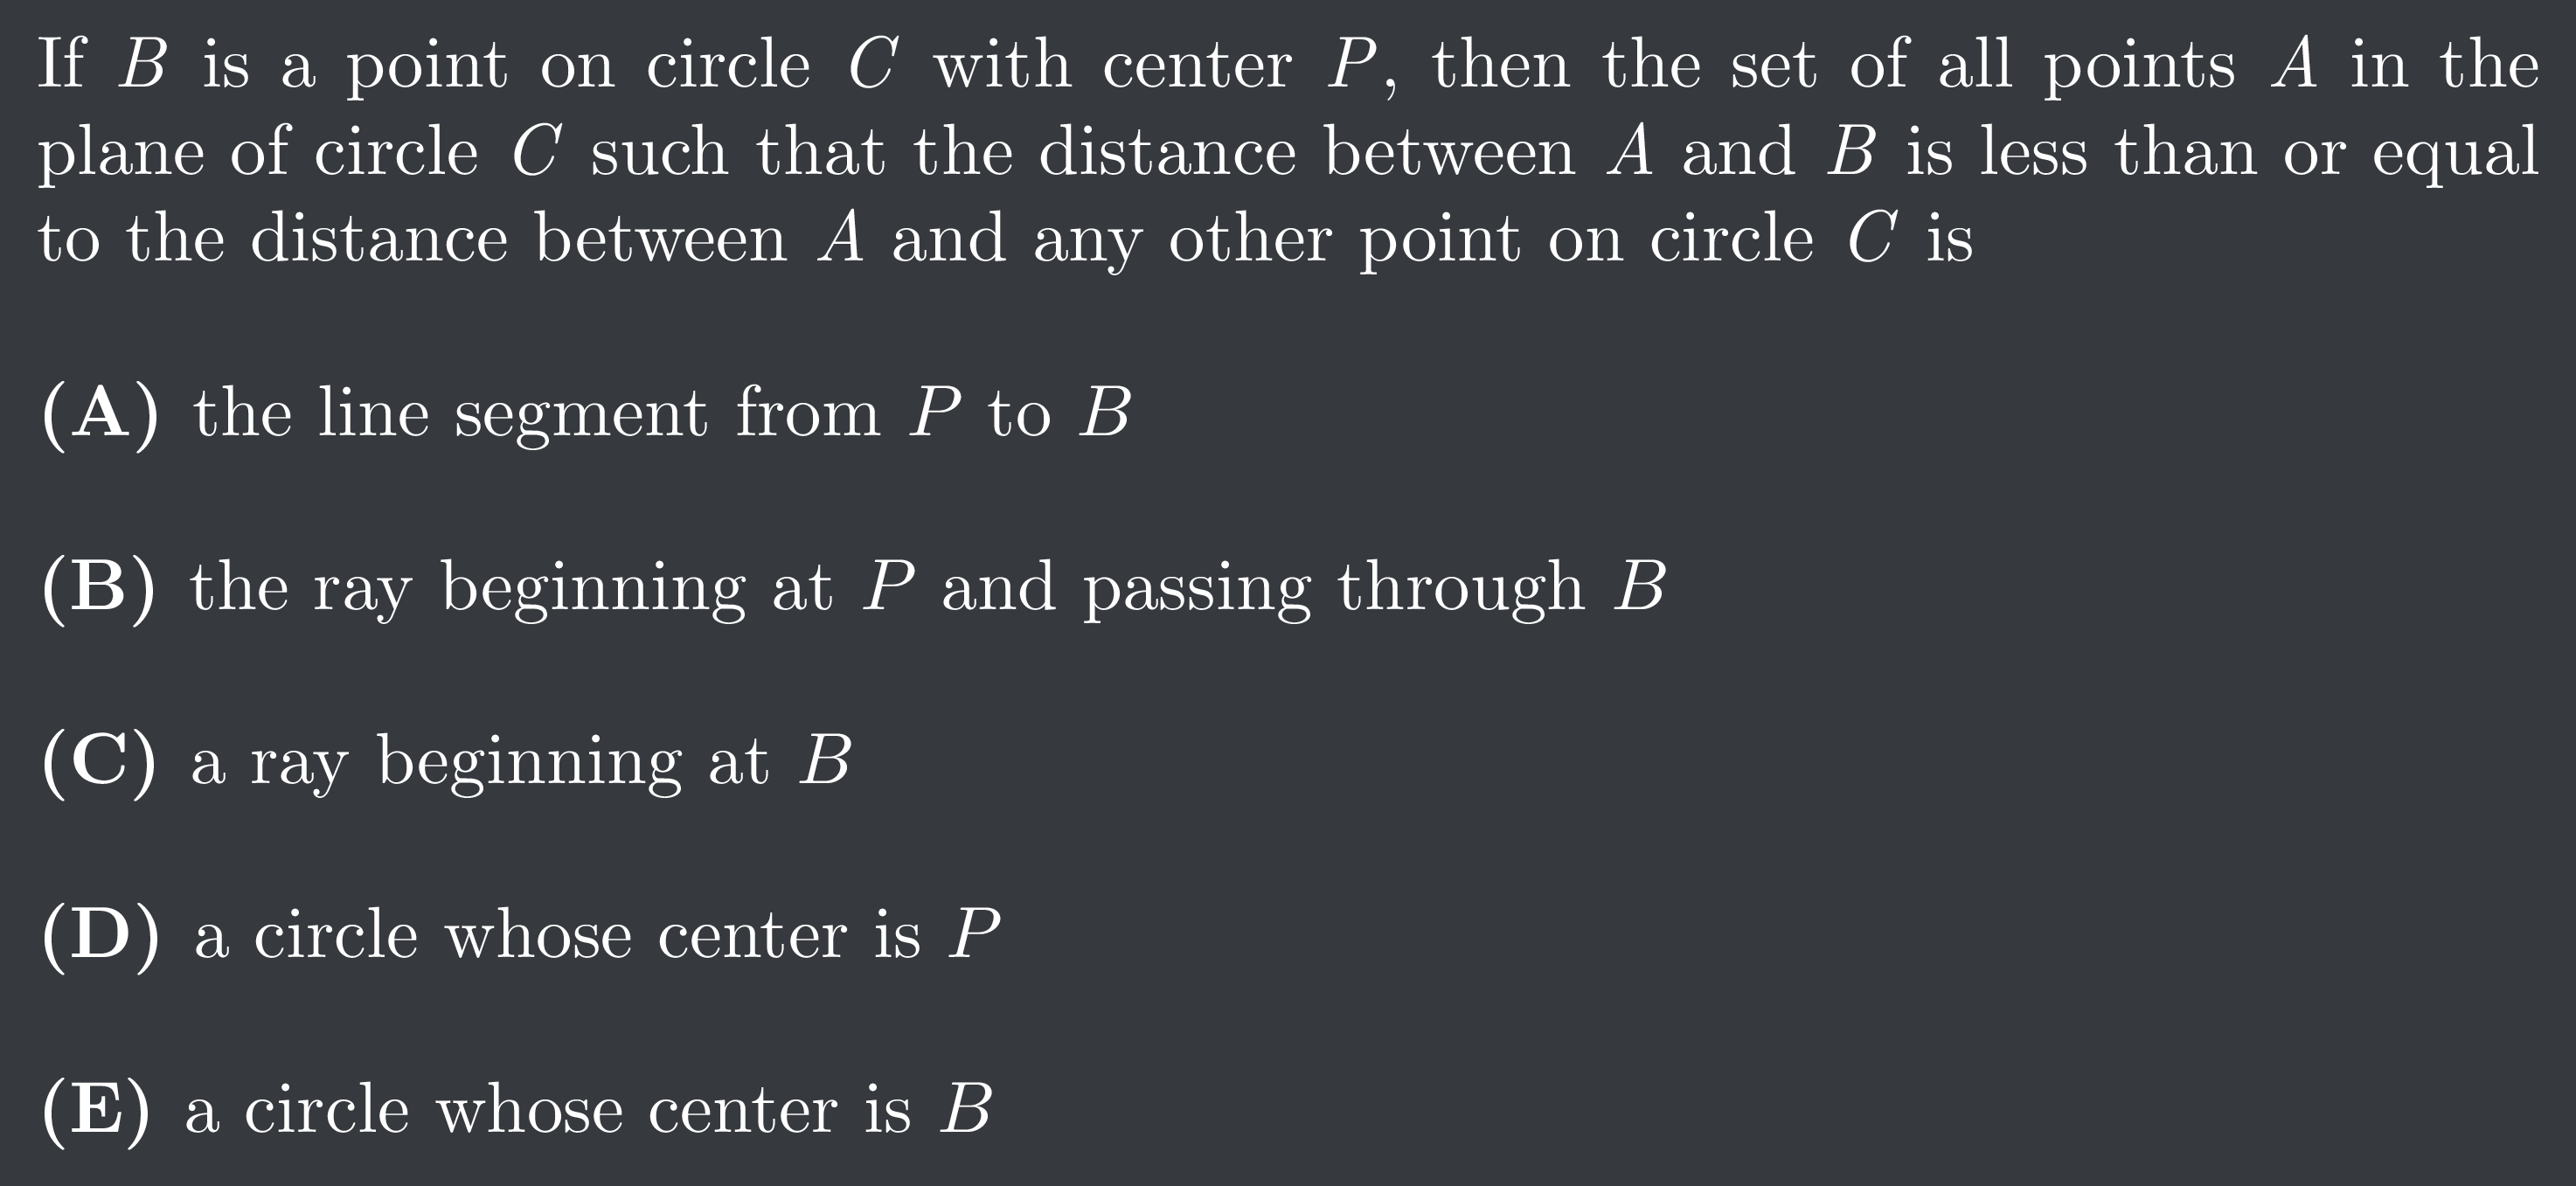 If B is a point on circle C with center P, then the set of all points A in the
plane of circle C such that the distance between A and B is less than or equal
to the distance between A and any other point on circle C is
(A) the line segment from P to B
(B) the ray beginning at P and passing through B
(C) a ray beginning at B
(D) a circle whose center is P
(E) a circle whose center is B